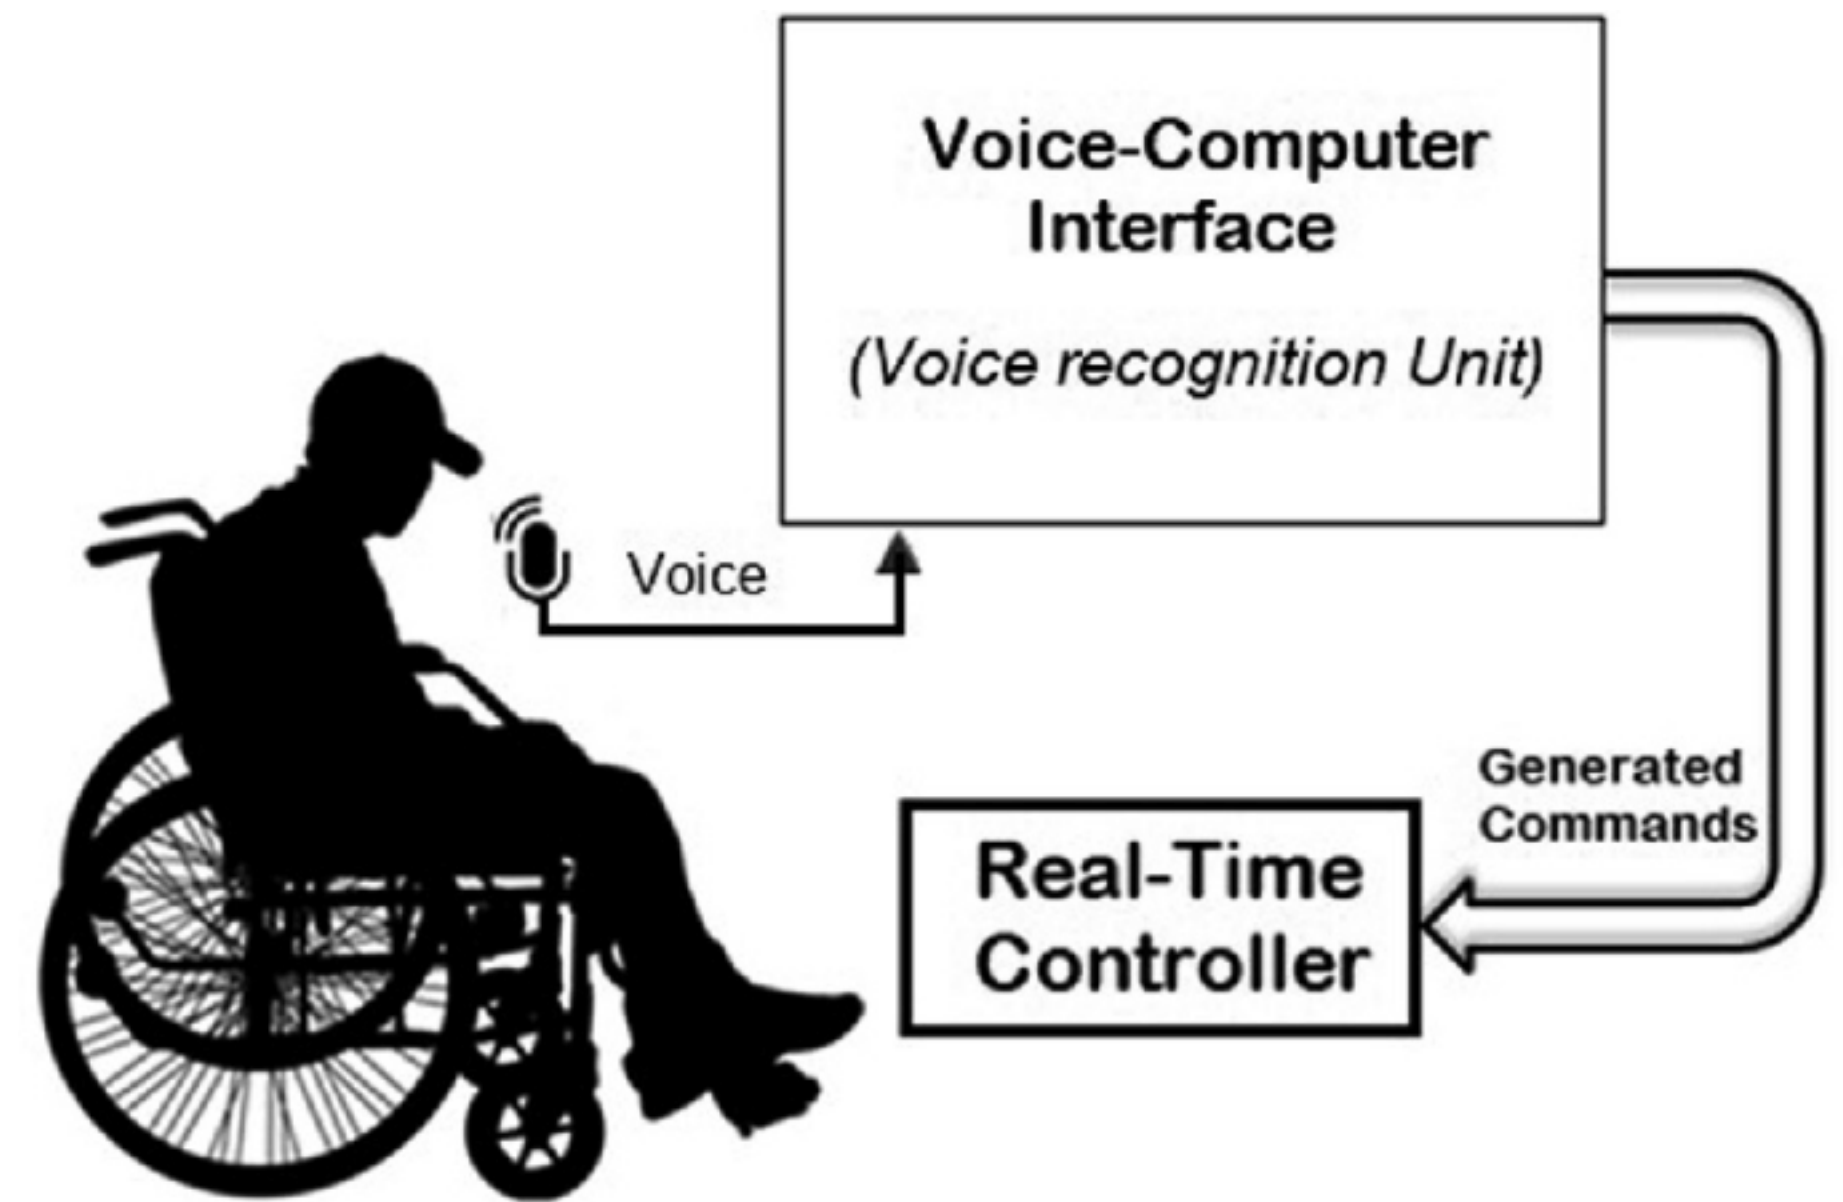 Voice-Computer
Interface
(Voice recognition Unit)
Voice
Generated
Commands
Real-Time
Controller